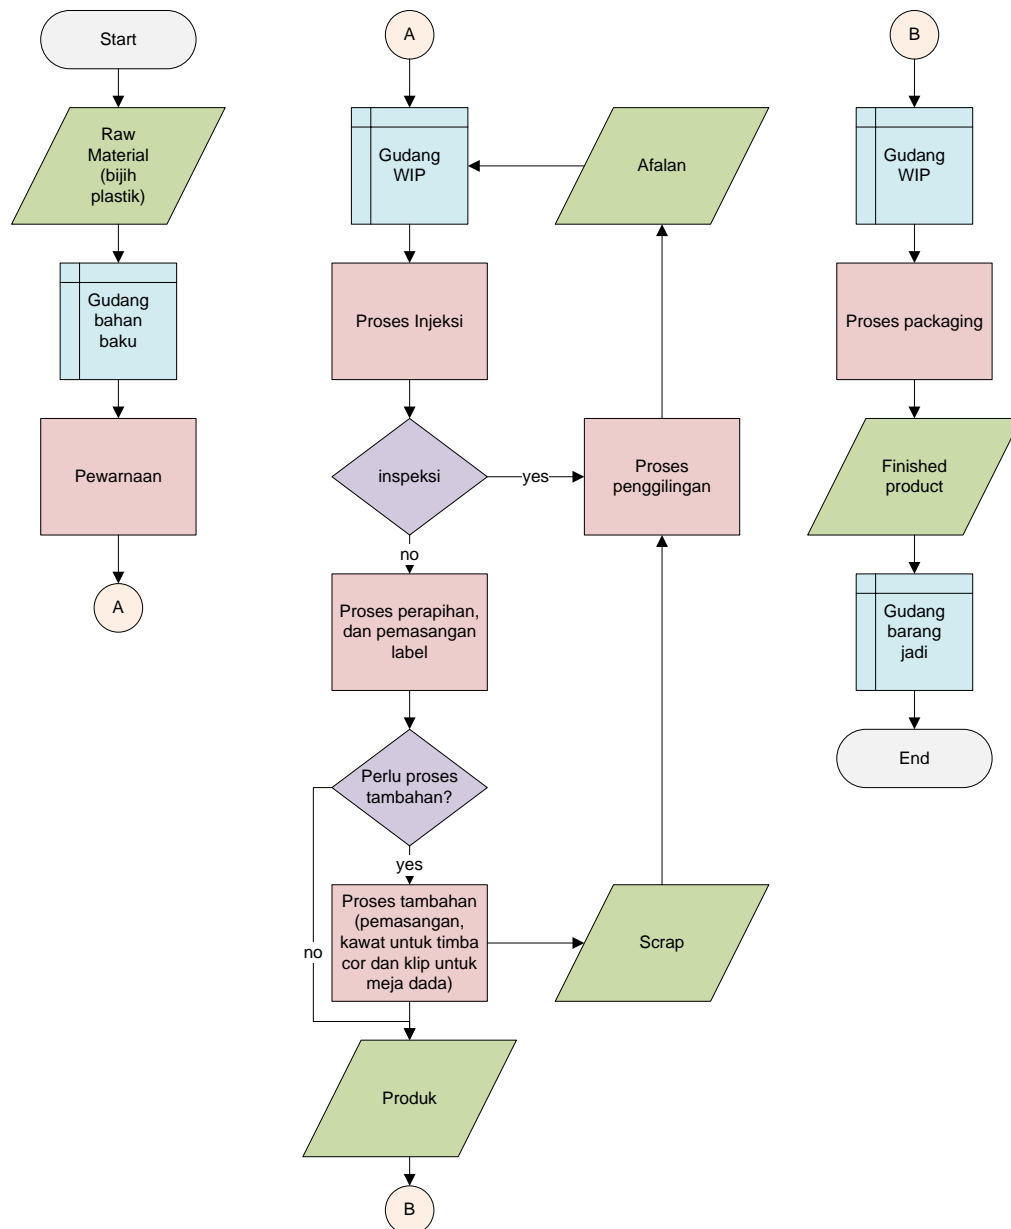 Start
Raw
Material
(bijih
plastik)
Gudang
bahan
baku
Pewarnaan
A
A
Gudang
WIP
Afalan
Proses Injeksi
inspeksi
yes
Proses
penggilingan
no
Proses perapihan,
dan pemasangan
label
Perlu proses
tambahan?
yes
no
Proses tambahan
(pemasangan,
kawat untuk timba
cor dan klip untuk
meja dada)
Scrap
Produk
B
B
Gudang
WIP
Proses packaging
Finished
product
Gudang
barang
jadi
End